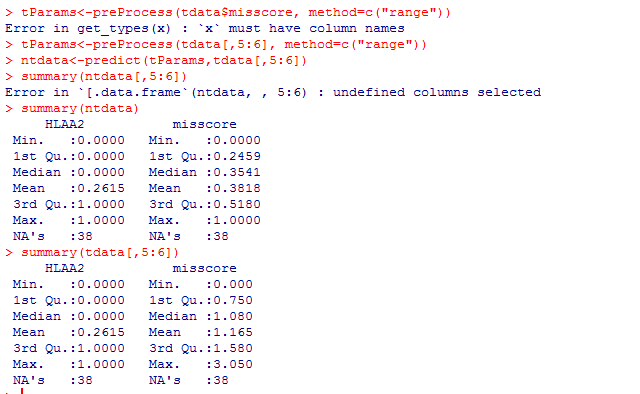 > tParams<-preProcess(tdata$misscore, method=c("range"))
Error in get_types(x) : `x` must have column names
> tParams<-preProcess(tdata[,5:6], method=c("range"))
> ntdata<-predict(tParams,tdata[,5:6])
> summary(ntdata[,5:6])
Error in `[.data.frame`(ntdata, , 5:6) : undefined columns selected
> summary(ntdata)
     HLAA2           misscore
 Min.   :0.0000   Min.   :0.0000
 1st Qu.:0.0000   1st Qu.:0.2459
 Median :0.0000   Median :0.3541
 Mean   :0.2615   Mean   :0.3818
 3rd Qu.:1.0000   3rd Qu.:0.5180
 Max.   :1.0000   Max.   :1.0000
 NA's   :38       NA's   :38
> summary(tdata[,5:6])
     HLAA2           misscore
 Min.   :0.0000   Min.   :0.000
 1st Qu.:0.0000   1st Qu.:0.750
 Median :0.0000   Median :1.080
 Mean   :0.2615   Mean   :1.165
 3rd Qu.:1.0000   3rd Qu.:1.580
 Max.   :1.0000   Max.   :3.050
 NA's   :38       NA's   :38